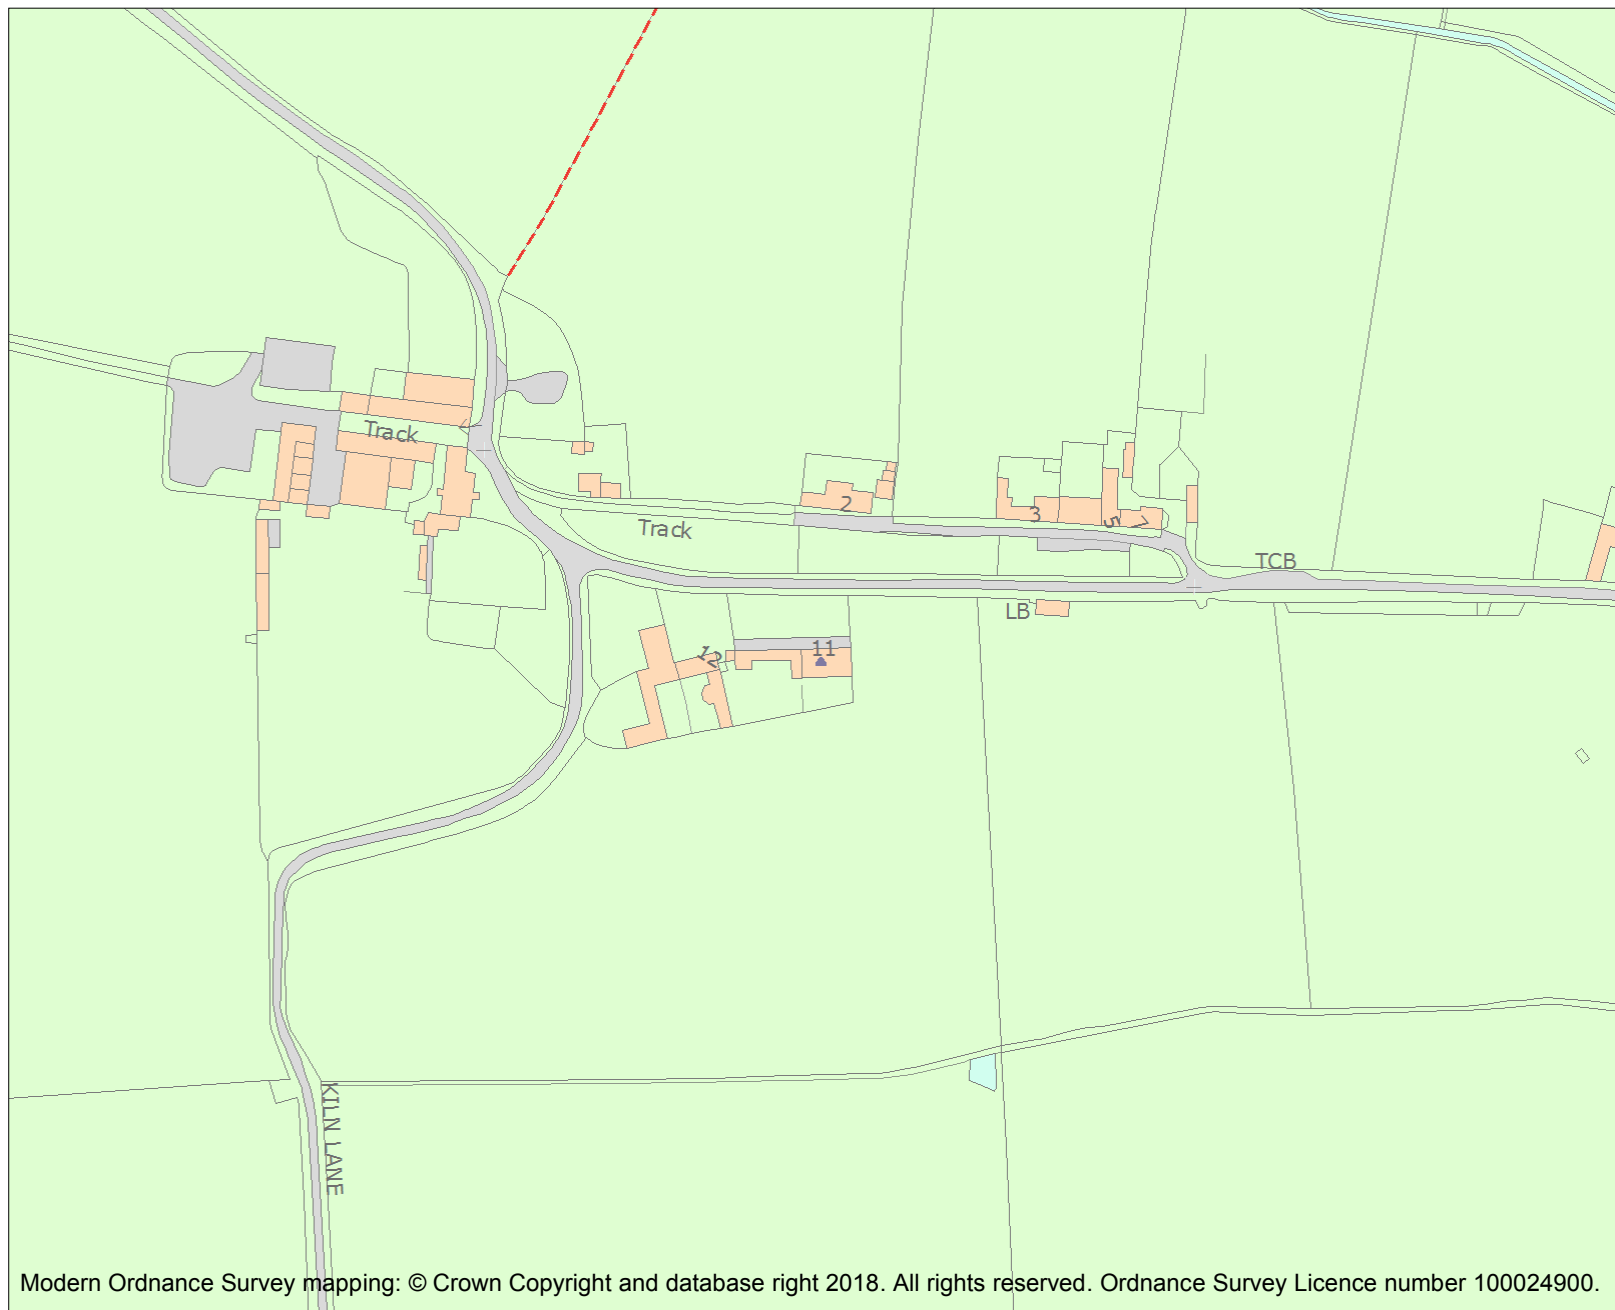 Track
2
3
5
7
Track
TCB
LB
11
12
KILN LANE
Modern Ordnance Survey mapping: © Crown Copyright and database right 2018. All rights reserved. Ordnance Survey Licence number 100024900.